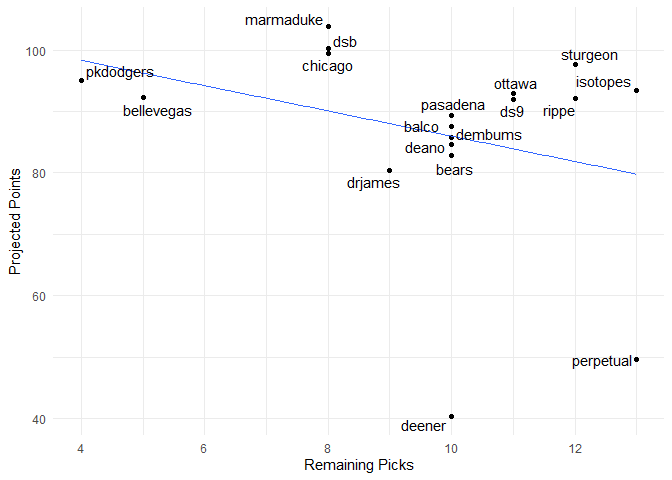 marmaduke
dsb
100
sturgeon
chicago
pkdodgers
isotopes
ottawa
bellevegas
pasadena
ds9
rippe
balco
dembums
deano
80
bears
drjames
Projected Points
60
perpetual
40
deener
4
6
8
10
12
Remaining Picks